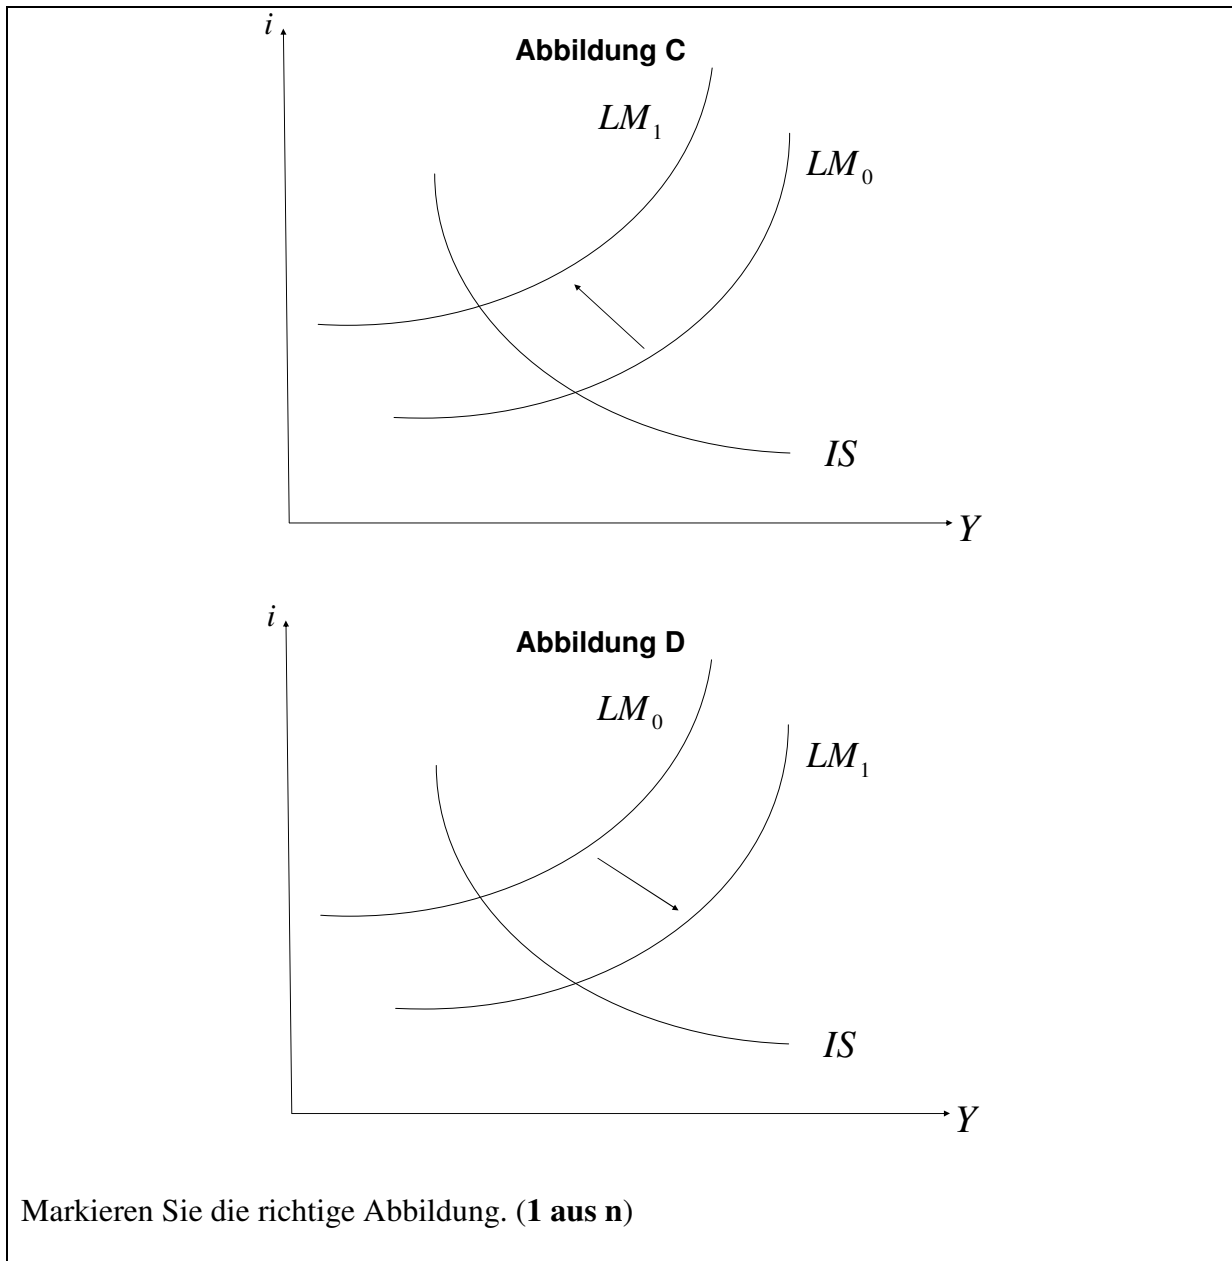 i
Abbildung C
LM1
LM0
IS
Y
i
Abbildung D
LM0
LM1
IS
Y
Markieren Sie die richtige Abbildung. (1 aus n)